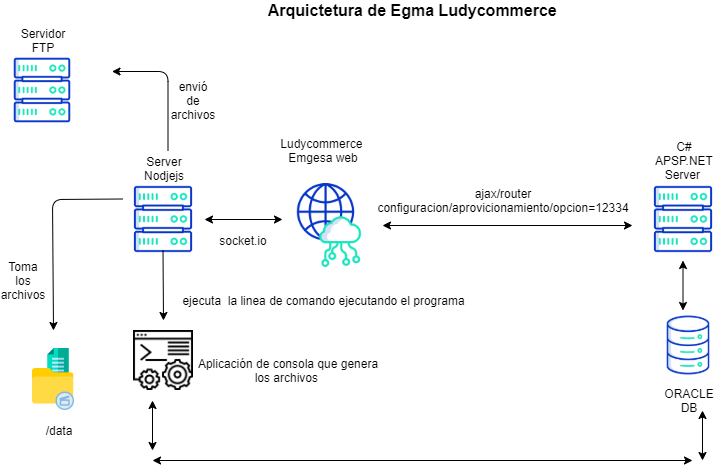 Arquictetura de Egma Ludycommerce
Servidor
FTP
envió
de
archivos
Server
Nodjejs
Ludycommerce
Emgesa web
C#
APSP.NET
Server
ajax/router
configuracion/aprovicionamiento/opcion=12334
socket.io
Toma
los
archivos
ejecuta  la linea de comando ejecutando el programa
Aplicación de consola que genera
los archivos
/data
ORACLE
DB